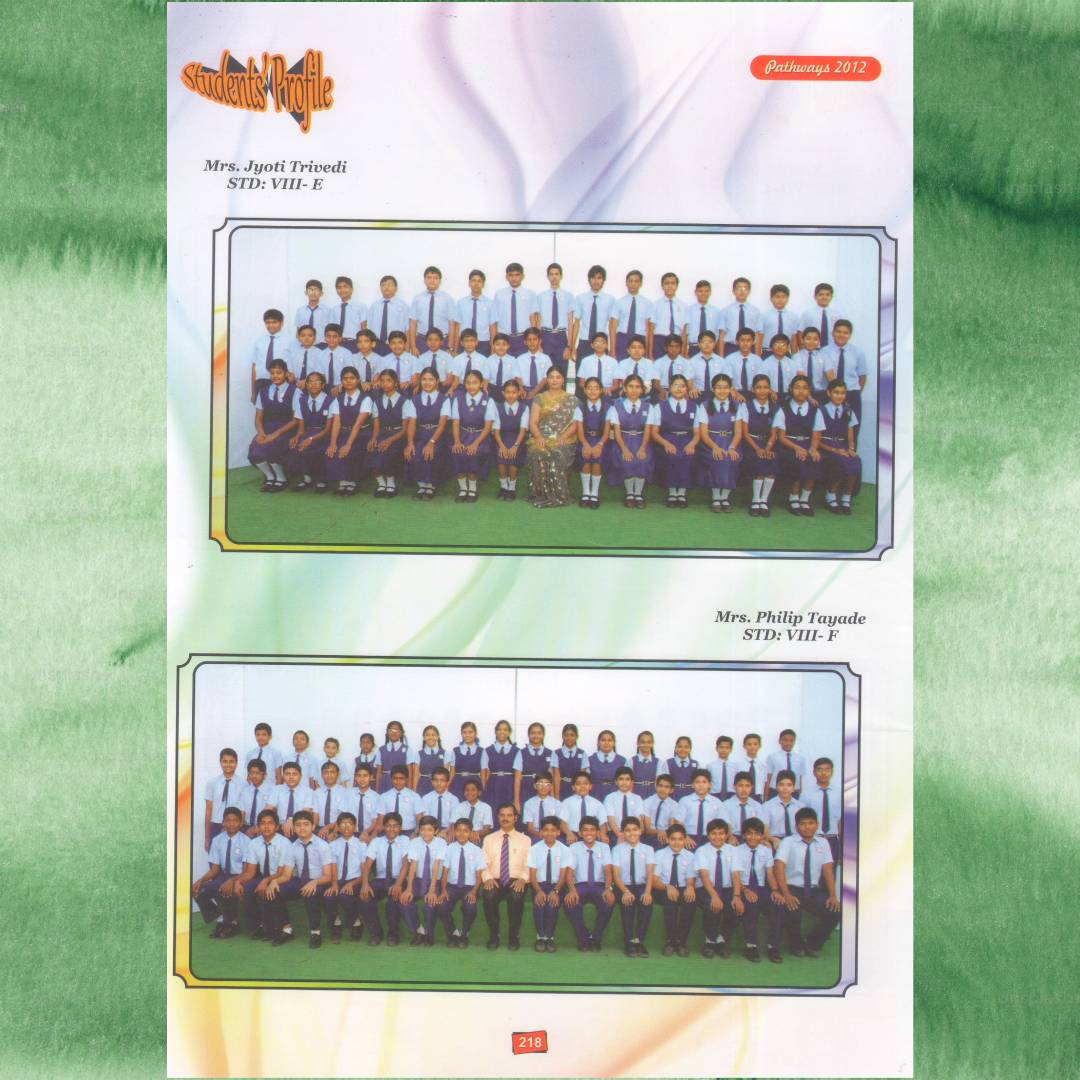 Students' Profile
Pathways 2012
Mrs. Jyoti Trivedi
STD: VIII- E
Mrs. Philip Tayade
STD: VIII- F
218